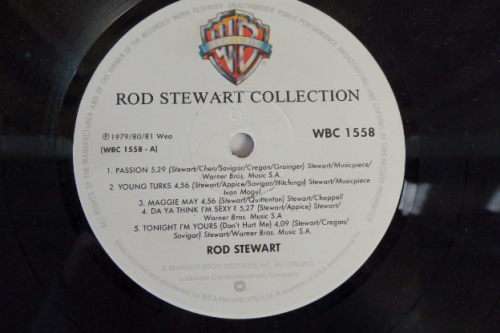 ROD STEWART COLLECTION
℗ 1979/80/81 Wea
(WBC 1558 - A)
WBC 1558
1. PASSION 5,29 (Stewart/Chen/Savigar/Cregan/Grainger) Stewart/Musicpiece/
Warner Bros. Music S.A.
2. YOUNG TURKS 4,56 (Stewart/Appice/Savigar/Hitchings) Stewart/Musicpiece
Ivan Mogul
3. MAGGIE MAY 4,56 (Stewart/Quittenton) Stewart/Chappell
4. DA YA THINK I'M SEXY ? 5,27 (Stewart/Appice) Stewart/
Warner Bros. Music S.A.
5. TONIGHT I'M YOURS (Don't Hurt Me) 4,09 (Stewart/Cregan/
Savigar) Stewart/Warner Bros. Music S.A.
ROD STEWART